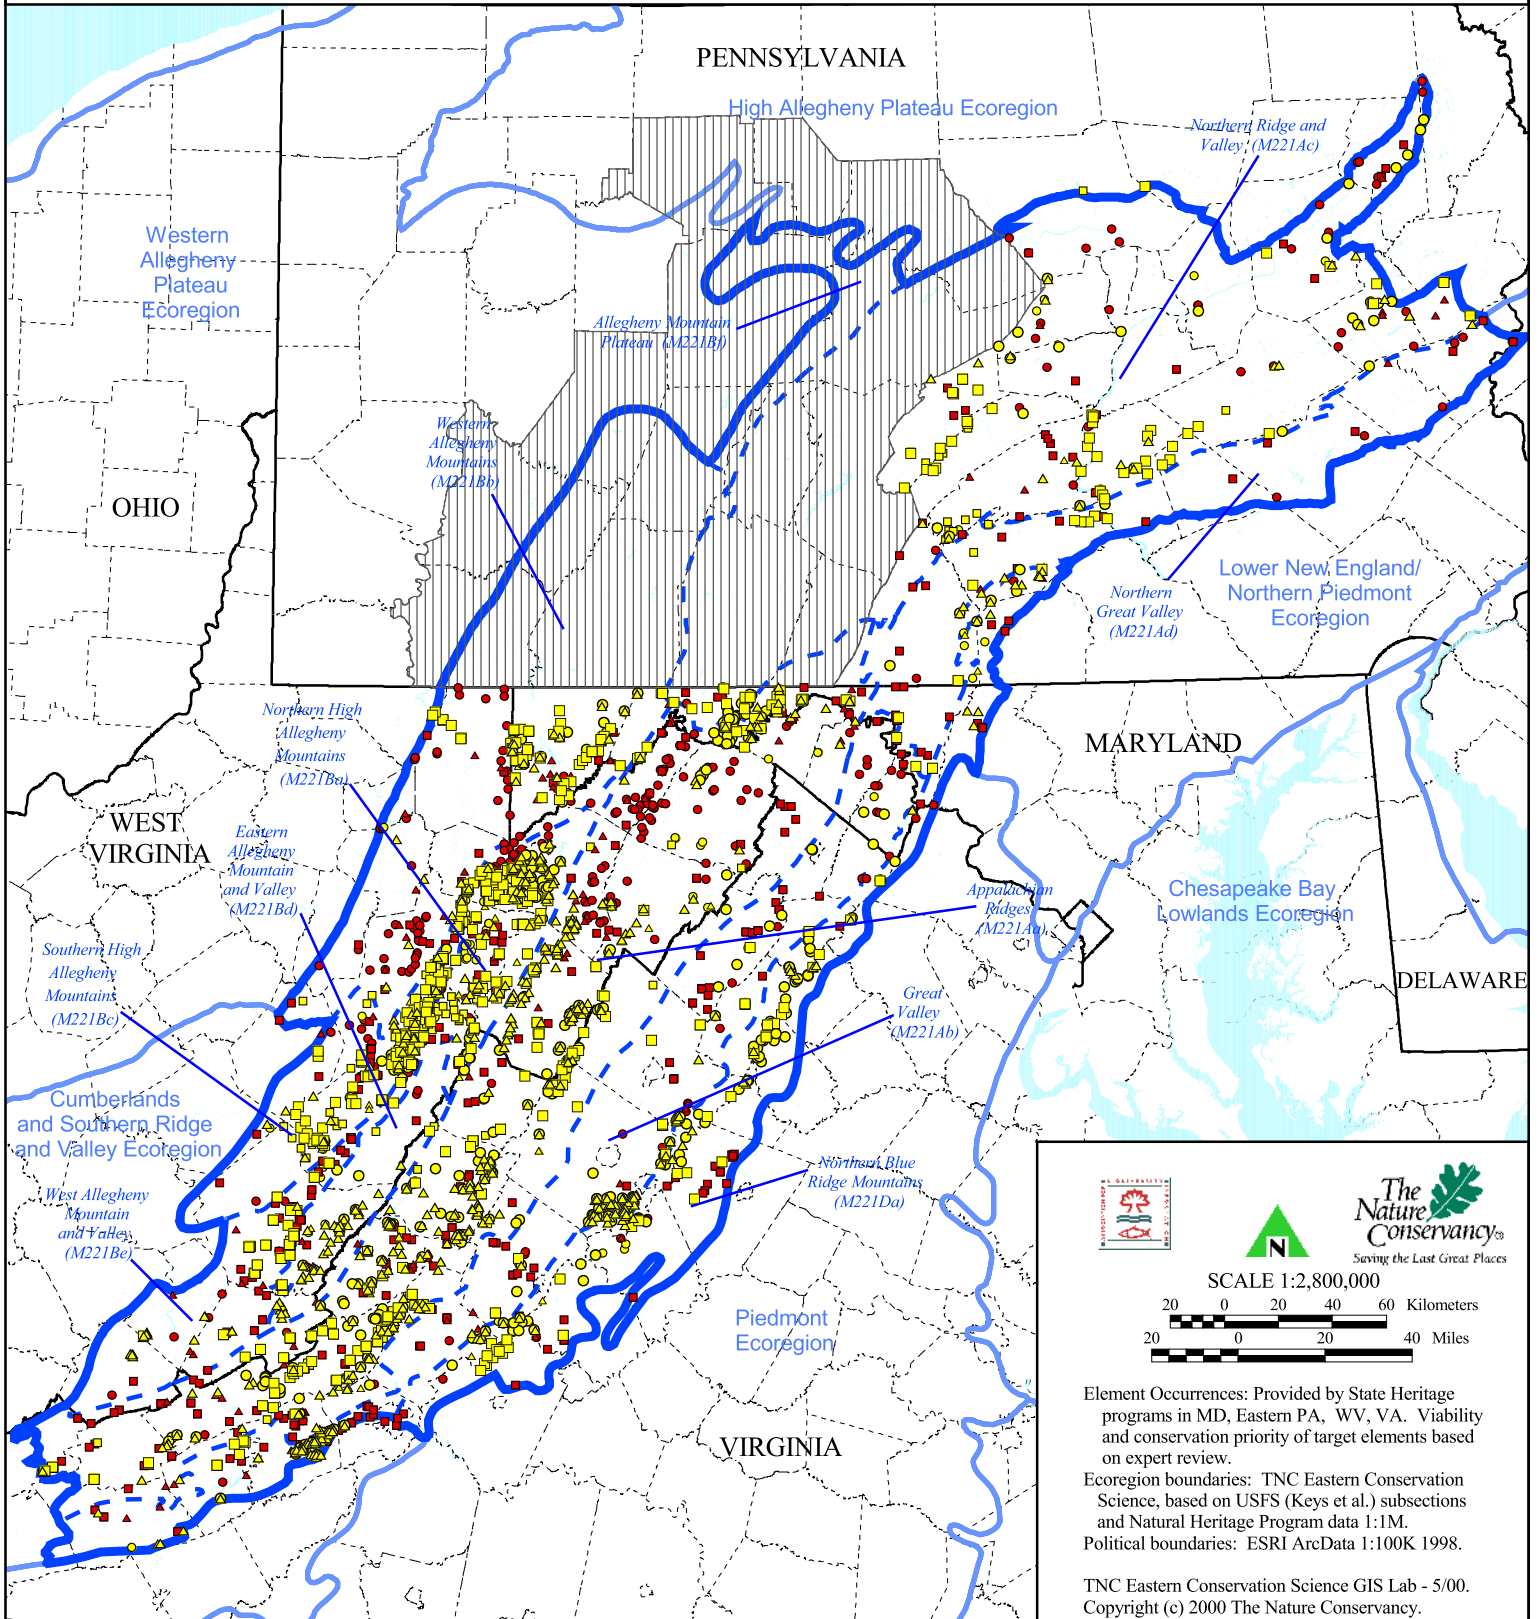 PENNSYLVANIA
High Allegheny Plateau Ecoregion
Northern Ridge and
Valley (M221Ac)
Western
Allegheny
Plateau
Ecoregion
Allegheny Mountain
Plateau (M221Bf)
Western
Allegheny
Mountains
(M221Bb)
OHIO
Lower New England/
Northern Piedmont
Ecoregion
Northern
Great Valley
(M221Ad)
Northern High
Allegheny
Mountains
(M221Ba)
MARYLAND
WEST
VIRGINIA
Eastern
Allegheny
Mountain
and Valley
(M221Bd)
Appalachian
Ridges
(M221Aa)
Chesapeake Bay
Lowlands Ecoregion
Southern High
Allegheny
Mountains
(M221Bc)
DELAWARE
Great
Valley
(M221Ab)
Cumberlands
and Southern Ridge
and Valley Ecoregion
Northern Blue
Ridge Mountains
(M221Da)
West Allegheny
Mountain
and Valley
(M221Be)
Piedmont
Ecoregion
VIRGINIA
N
The
Nature
Conservancy®
Saving the Last Great Places
SCALE 1:2,800,000
20 0 20 40 60 Kilometers
20 0 20 40 Miles
Element Occurrences: Provided by State Heritage
programs in MD, Eastern PA, WV, VA. Viability
and conservation priority of target elements based
on expert review.
Ecoregion boundaries: TNC Eastern Conservation
Science, based on USFS (Keys et al.) subsections
and Natural Heritage Program data 1:1M.
Political boundaries: ESRI ArcData 1:100K 1998.
TNC Eastern Conservation Science GIS Lab - 5/00.
Copyright (c) 2000 The Nature Conservancy.